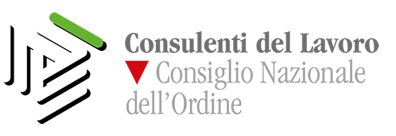 Consulenti del Lavoro
Consiglio Nazionale
dell'Ordine